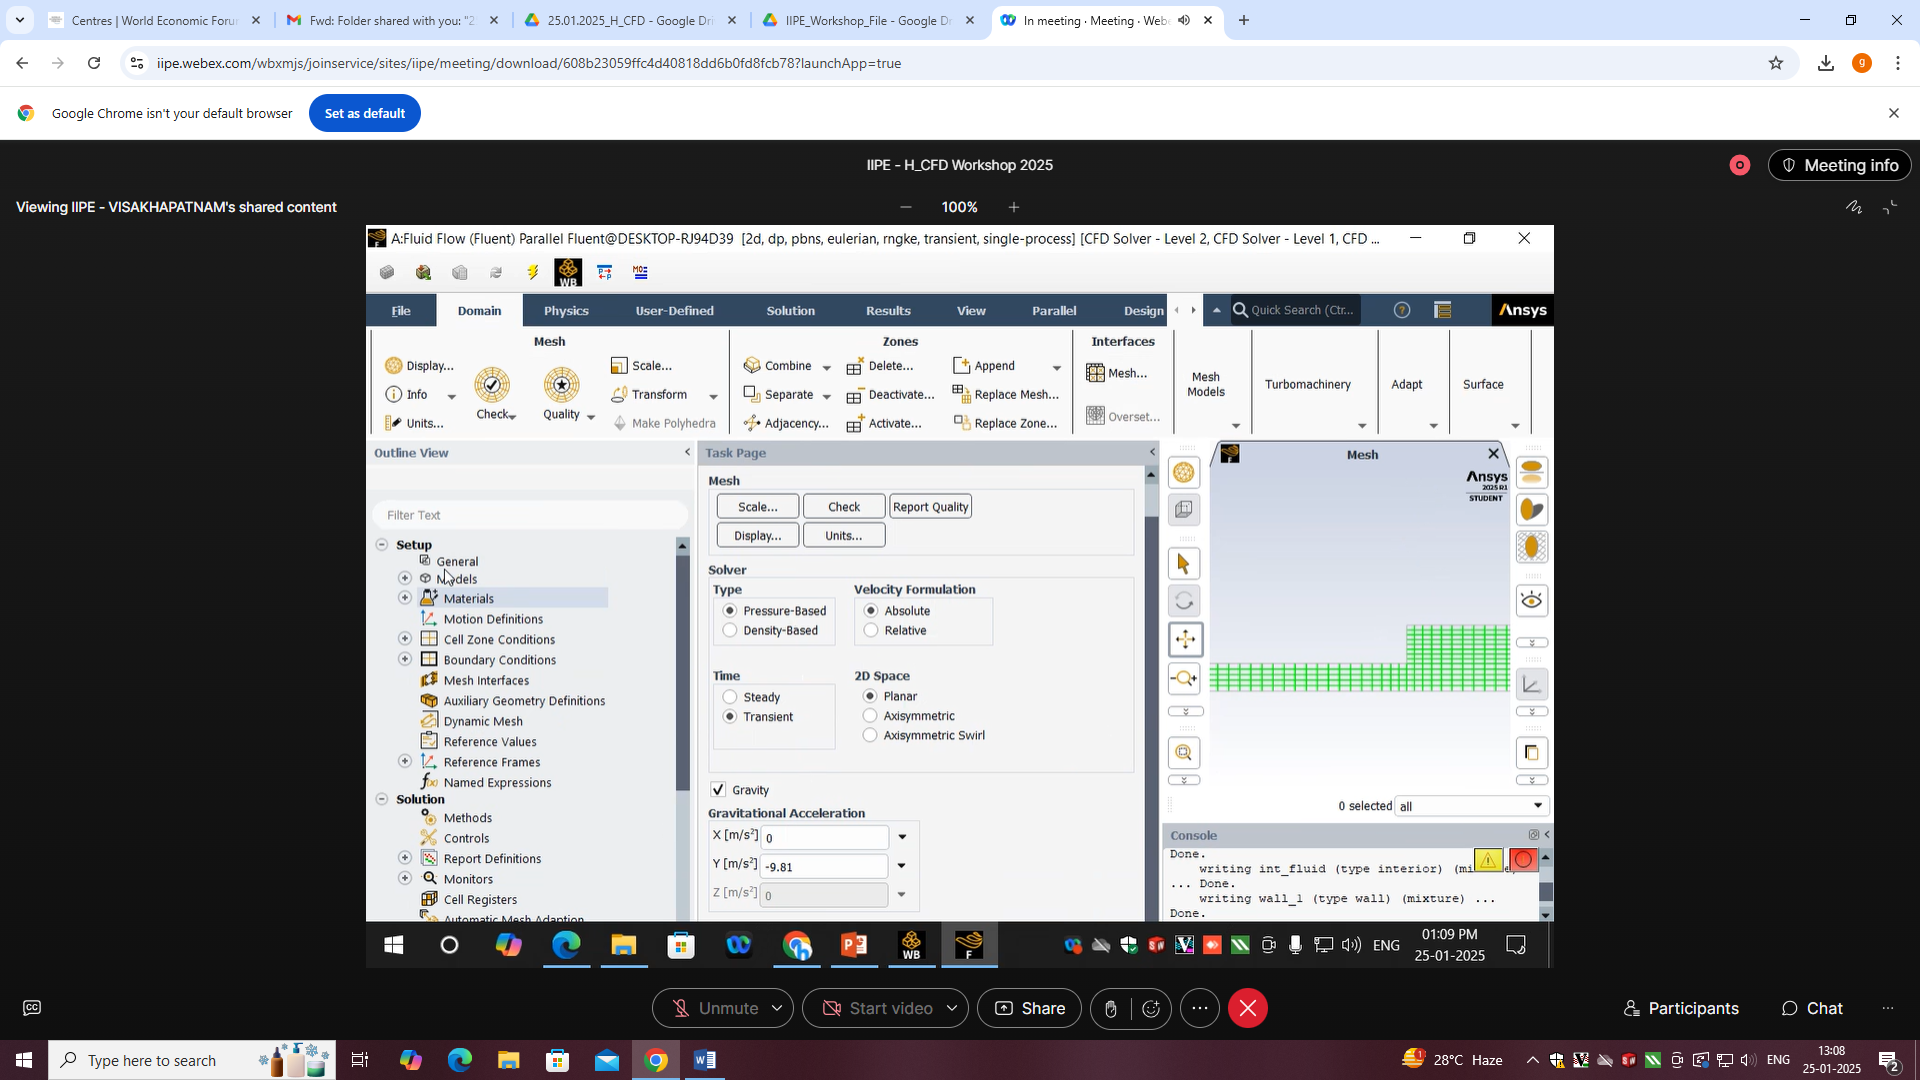 Centres | World Economic Foru
Fwd: Folder shared with you: "2
25.01.2025_H_CFD - Google Dri
IIPE_Workshop_File - Google Dr
In meeting · Meeting · Webe
iipe.webex.com/wbxmjs/joinservice/sites/iipe/meeting/download/608b23059ffc4d40818dd6b0fd8fcb78?launchApp=true
g
Google Chrome isn't your default browser
Set as default
IIPE - H_CFD Workshop 2025
Meeting info
Viewing IIPE - VISAKHAPATNAM's shared content
100%
A:Fluid Flow (Fluent) Parallel Fluent@DESKTOP-RJ94D39 [2d, dp, pbns, eulerian, rngke, transient, single-process] [CFD Solver - Level 2, CFD Solver - Level 1, CFD ...
WB
File
Domain
Physics
User-Defined
Solution
Results
View
Parallel
Design
Quick Search (Ctr...
Ansys
Mesh
Zones
Interfaces
Display...
Info
Units...
Check
Quality
Scale...
Transform
Make Polyhedra
Combine
Separate
Adjacency...
Delete...
Deactivate...
Activate...
Append
Replace Mesh...
Replace Zone...
Mesh...
Overset...
Mesh
Models
Turbomachinery
Adapt
Surface
Outline View
Filter Text
Setup
General
Models
Materials
Motion Definitions
Cell Zone Conditions
Boundary Conditions
Mesh Interfaces
Auxiliary Geometry Definitions
Dynamic Mesh
Reference Values
Reference Frames
Named Expressions
Solution
Methods
Controls
Report Definitions
Monitors
Cell Registers
Automatic Mesh Adaption
Task Page
Mesh
Scale...
Check
Report Quality
Display...
Units...
Solver
Type
Velocity Formulation
Pressure-Based
Absolute
Density-Based
Relative
Time
2D Space
Steady
Planar
Transient
Axisymmetric
Axisymmetric Swirl
Gravity
Gravitational Acceleration
X [m/s²] 0
Y [m/s²] -9.81
Z [m/s²] 0
Mesh
Ansys
2025 R1
STUDENT
0 selected all
Console
Done.
writing int_fluid (type interior) (mi
... Done.
writing wall_1 (type wall) (mixture) ...
Done.
WB
F
ENG
01:09 PM
25-01-2025
Unmute
Start video
Share
Participants
Chat
Type here to search
28°C Haze
ENG
13:08
25-01-2025
2